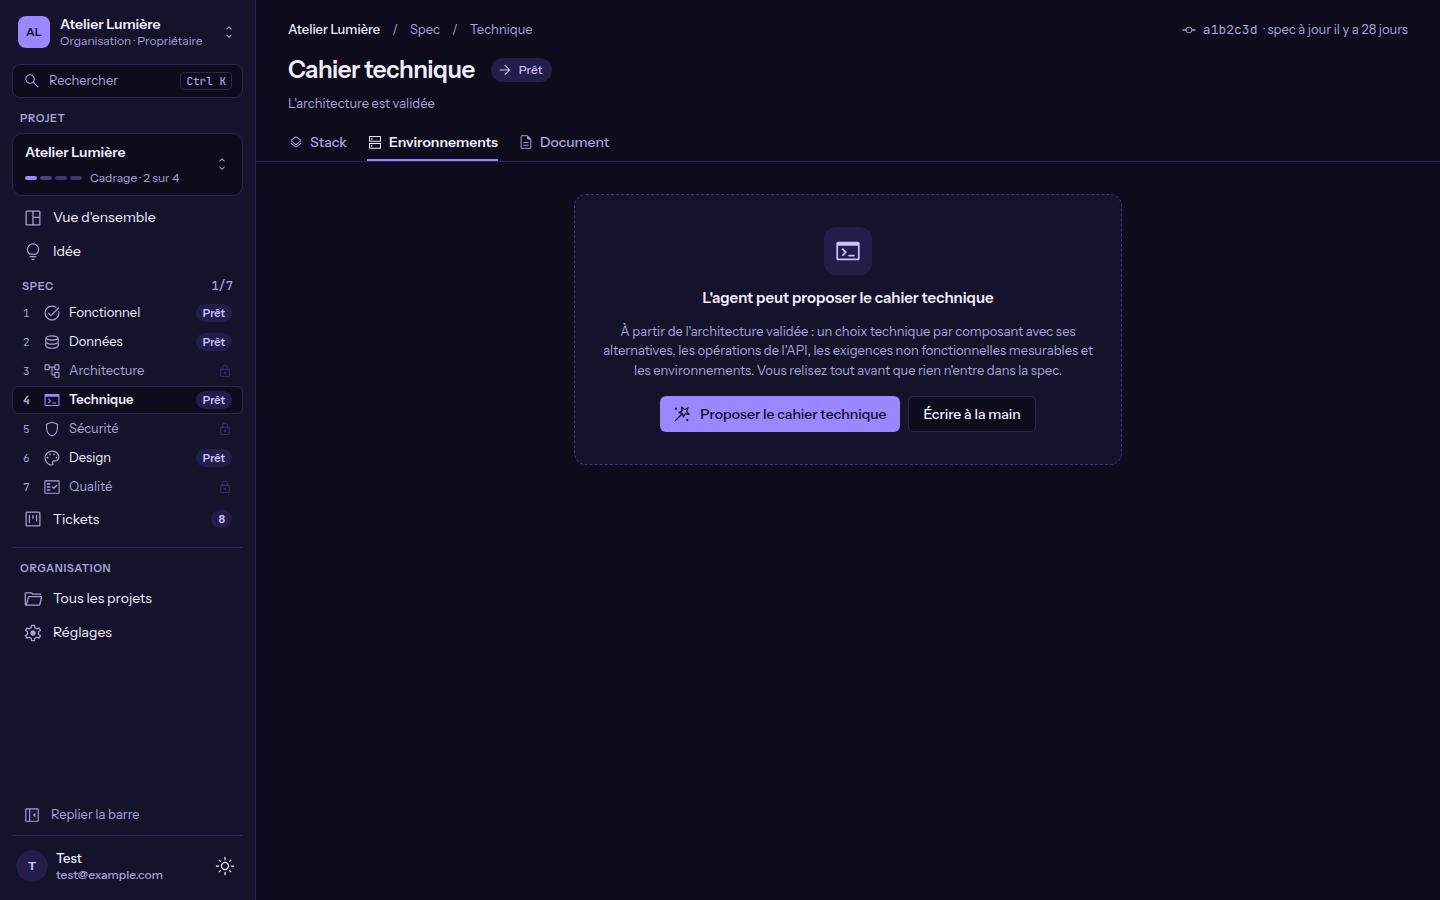 AL
Atelier Lumière
Organisation · Propriétaire
Rechercher
Ctrl K
PROJET
Atelier Lumière
Cadrage · 2 sur 4
Vue d'ensemble
Idée
SPEC 1/7
1 Fonctionnel Prêt
2 Données Prêt
3 Architecture
4 Technique Prêt
5 Sécurité
6 Design Prêt
7 Qualité
Tickets 8
ORGANISATION
Tous les projets
Réglages
Replier la barre
T
Test
test@example.com
Atelier Lumière / Spec / Technique
a1b2c3d · spec à jour il y a 28 jours
Cahier technique
Prêt
L'architecture est validée
Stack
Environnements
Document
L'agent peut proposer le cahier technique
À partir de l'architecture validée : un choix technique par composant avec ses
alternatives, les opérations de l'API, les exigences non fonctionnelles mesurables et
les environnements. Vous relisez tout avant que rien n'entre dans la spec.
Proposer le cahier technique
Écrire à la main